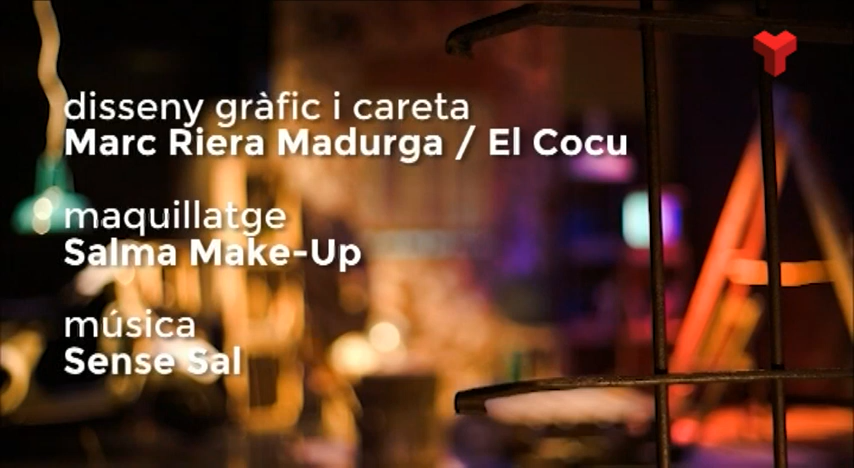 disseny gràfic i careta
Marc Riera Madurga / El Cocu
maquillatge
Salma Make-Up
música
Sense Sal